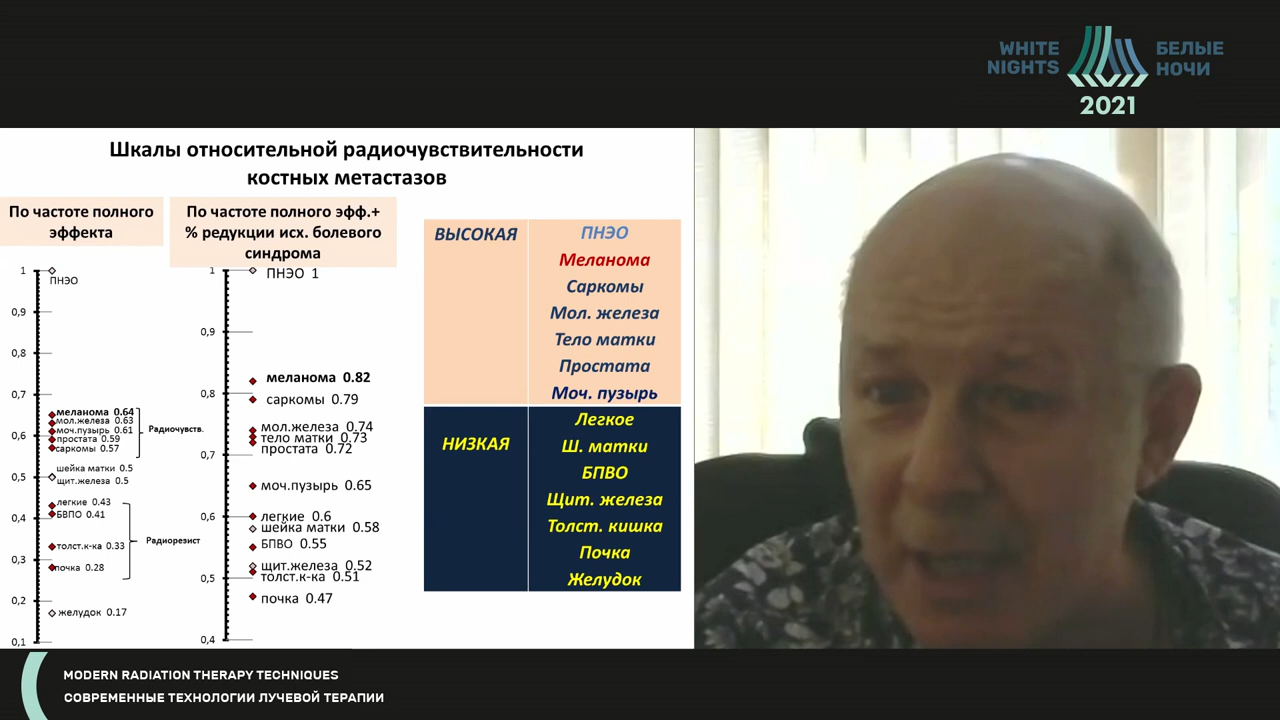 WHITE
NIGHTS
БЕЛЫЕ
НОЧИ
2021
Шкалы относительной радиочувствительности
костных метастазов
По частоте полного
эффекта
1
ПНЭО
0,9
0,8
0,7
меланома 0.64
мол.железа 0.63
моч.пузырь 0.61
0,6
простата 0.59
саркомы 0.57
Радиочувств.
шейка матки 0.5
0,5
щит.железа 0.5
легкие 0.43
0,4
БВПО 0.41
толст.к-ка 0.33
Радиорезист
0,3
почка 0.28
0,2
желудок 0.17
0,1
По частоте полного эфф.+
% редукции исх. болевого
синдрома
1
ПНЭО 1
0,9
меланома 0.82
0,8
саркомы 0.79
мол.железа 0.74
тело матки 0.73
простата 0.72
0,7
моч.пузырь 0.65
0,6
легкие 0.6
шейка матки 0.58
БПВО 0.55
щит.железа 0.52
0,5
толст.к-ка 0.51
почка 0.47
0,4
ВЫСОКАЯ
ПНЭО
Меланома
Саркомы
Мол. железа
Тело матки
Простата
Моч. пузырь
НИЗКАЯ
Легкое
Ш. матки
БПВО
Щит. железа
Толст. кишка
Почка
Желудок
MODERN RADIATION THERAPY TECHNIQUES
СОВРЕМЕННЫЕ ТЕХНОЛОГИИ ЛУЧЕВОЙ ТЕРАПИИ